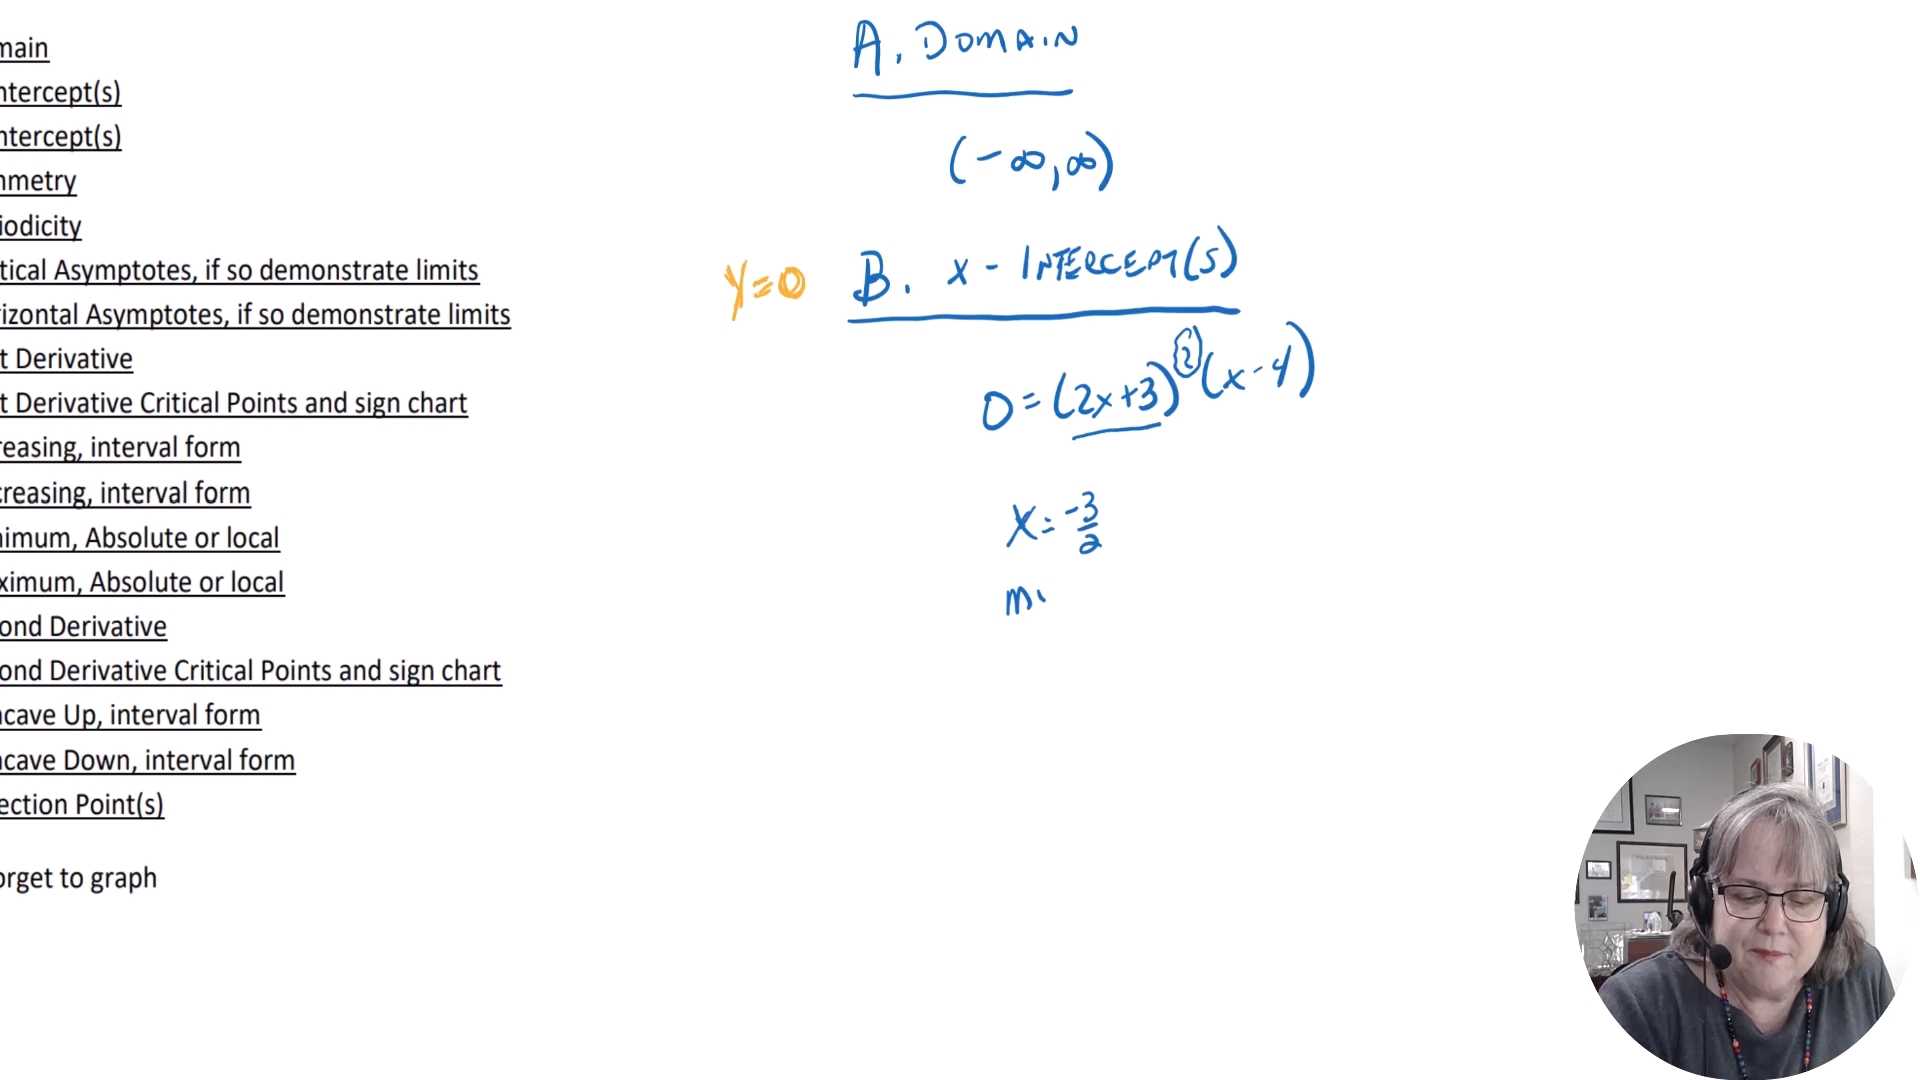 main
ntercept(s)
ntercept(s)
nmetry
iodicity
tical Asymptotes, if so demonstrate limits
rizontal Asymptotes, if so demonstrate limits
t Derivative
t Derivative Critical Points and sign chart
reasing, interval form
creasing, interval form
nimum, Absolute or local
ximum, Absolute or local
ond Derivative
ond Derivative Critical Points and sign chart
ncave Up, interval form
ncave Down, interval form
ection Point(s)
orget to graph
A. DOMAIN
(-∞,∞)
y=0 B. x - INTERCEPT(S)
0=(2x+3)²(x-4)
x=-3/2